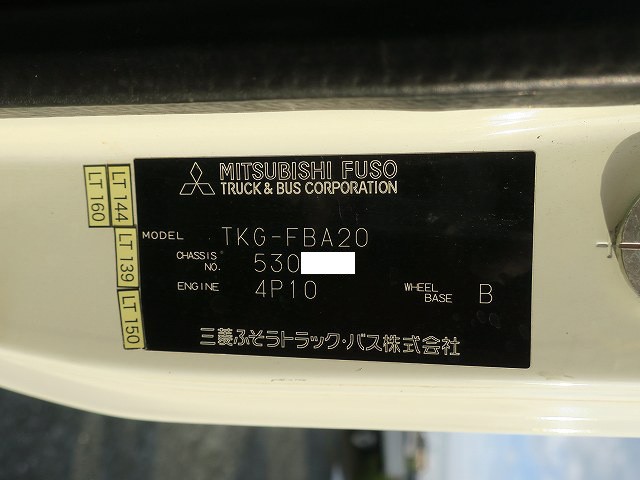 MITSUBISHI FUSO
TRUCK & BUS CORPORATION
MODEL TKG-FBA20
CHASSIS NO. 530
ENGINE 4P10 WHEEL BASE B
三菱ふそうトラック・バス株式会社
LT 160
LT 144
LT 139
LT 150